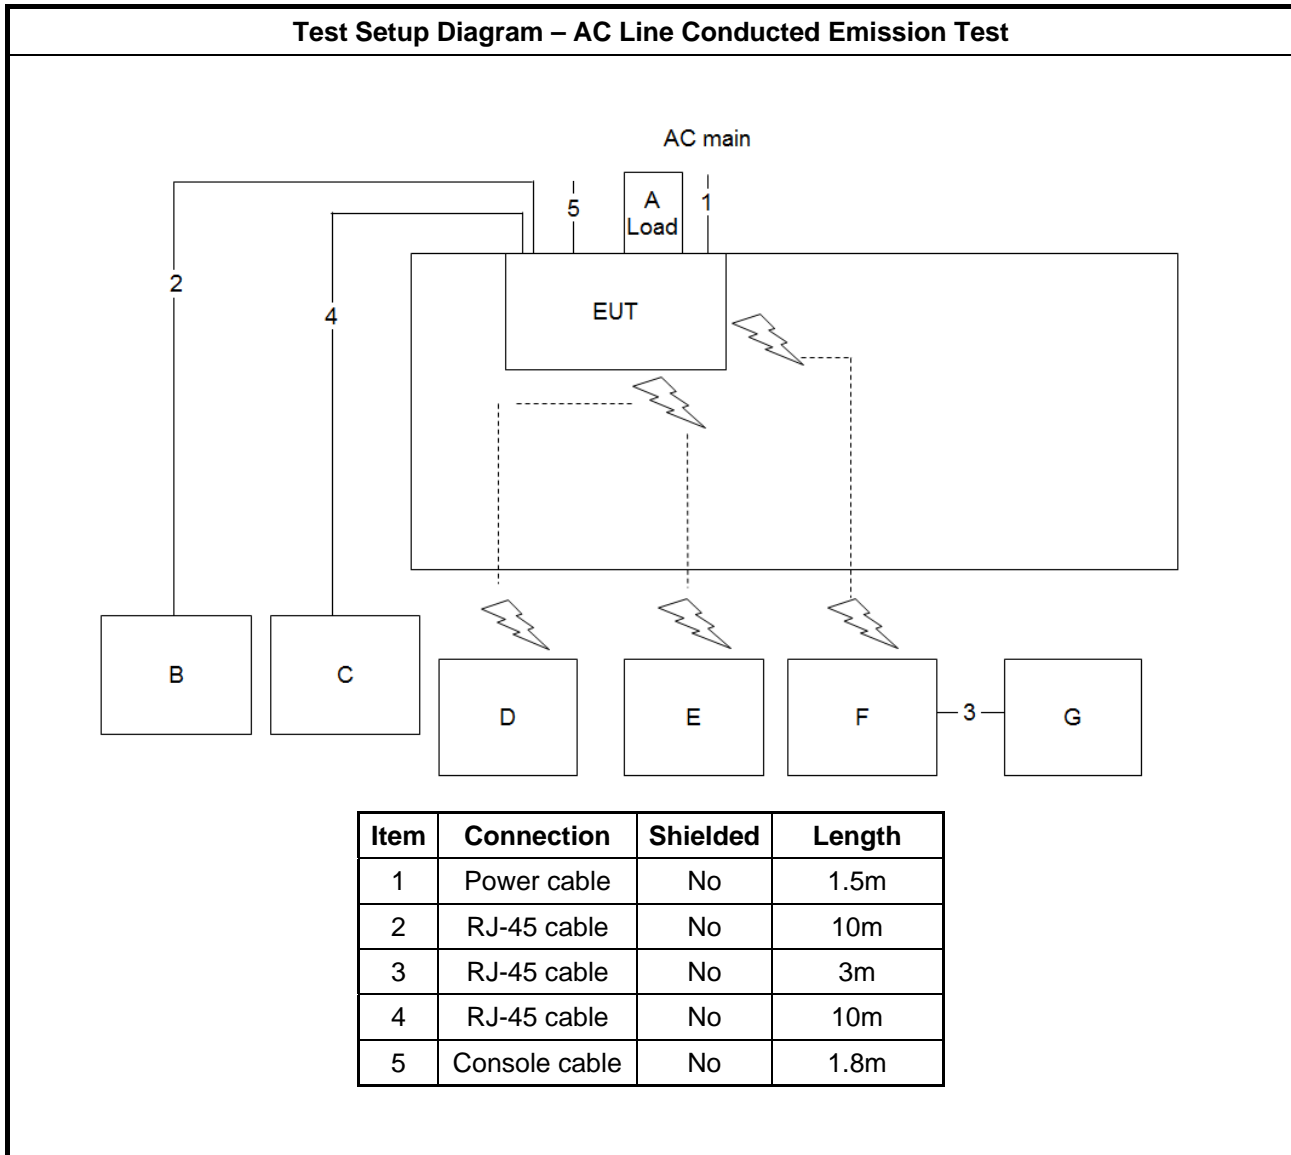 Test Setup Diagram – AC Line Conducted Emission Test
AC main
5
A
Load
1
2
4
EUT
B
C
D
E
F
3
G
Item Connection Shielded Length
1 Power cable No 1.5m
2 RJ-45 cable No 10m
3 RJ-45 cable No 3m
4 RJ-45 cable No 10m
5 Console cable No 1.8m